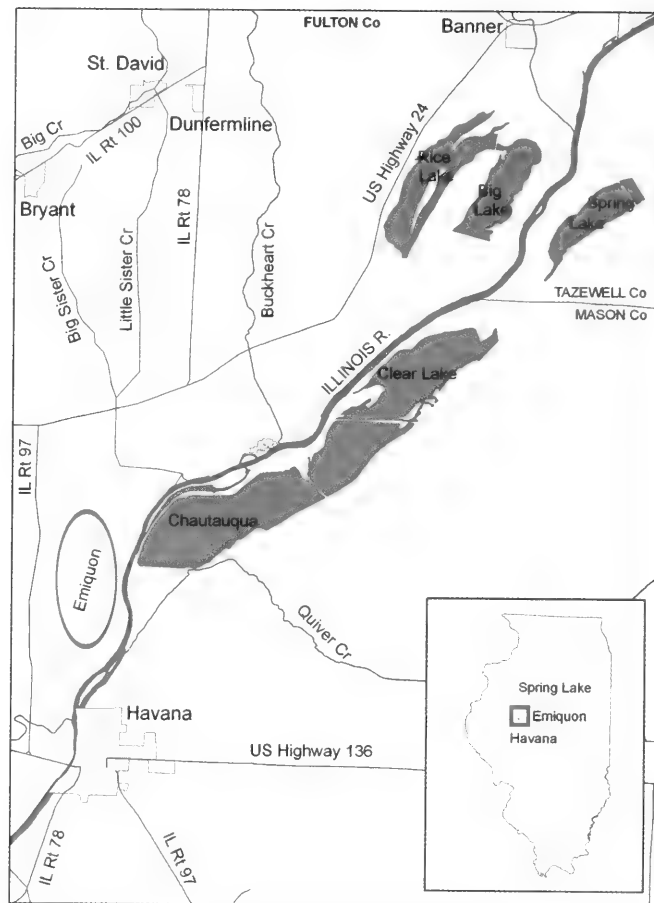 FULTON Co
Banner
St. David
Big Cr
IL Rt 100
Dunfermline
US Highway 24
Rice
Lake
Big
Lake
Spring
Lake
Bryant
Big Sister Cr
Little Sister Cr
IL Rt 78
Buckheart Cr
TAZEWELL Co
MASON Co
ILLINOIS R.
Clear Lake
IL Rt 97
Chautauqua
Emiquon
Quiver Cr
Havana
US Highway 136
IL Rt 78
IL Rt 97
Spring Lake
Emiquon
Havana